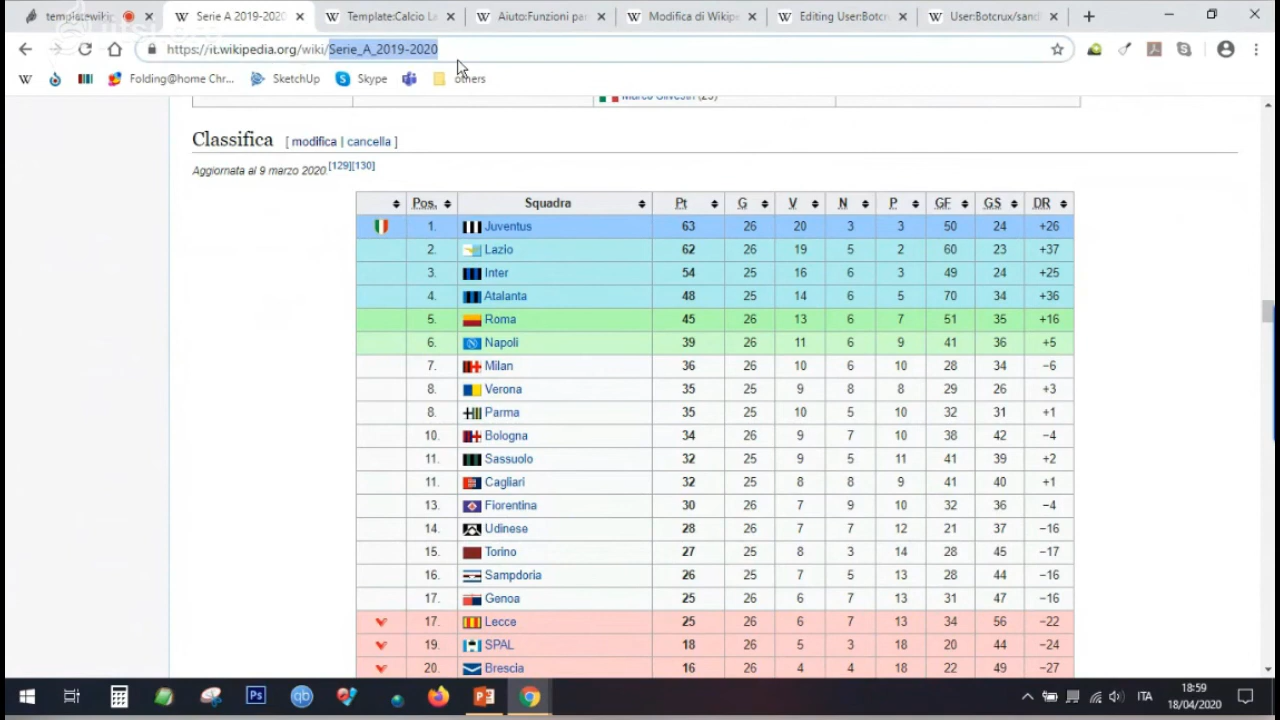 Serie A 2019-2020
Template:Calcio La
Aiuto:Funzioni par
Modifica di Wikipe
Editing User:Botcru
User:Botcrux/sand
https://it.wikipedia.org/wiki/Serie_A_2019-2020
Folding@home Chr...
SketchUp
Skype
others
Classifica [ modifica | cancella ]
Aggiornata al 9 marzo 2020.[129][130]
Pos. Squadra Pt G V N P GF GS DR
1. Juventus 63 26 20 3 3 50 24 +26
2. Lazio 62 26 19 5 2 60 23 +37
3. Inter 54 25 16 6 3 49 24 +25
4. Atalanta 48 25 14 6 5 70 34 +36
5. Roma 45 26 13 6 7 51 35 +16
6. Napoli 39 26 11 6 9 41 36 +5
7. Milan 36 26 10 6 10 28 34 −6
8. Verona 35 25 9 8 8 29 26 +3
8. Parma 35 25 10 5 10 32 31 +1
10. Bologna 34 26 9 7 10 38 42 −4
11. Sassuolo 32 25 9 5 11 41 39 +2
11. Cagliari 32 25 8 8 9 41 40 +1
13. Fiorentina 30 26 7 9 10 32 36 −4
14. Udinese 28 26 7 7 12 21 37 −16
15. Torino 27 25 8 3 14 28 45 −17
16. Sampdoria 26 25 7 5 13 28 44 −16
17. Genoa 25 26 6 7 13 31 47 −16
17. Lecce 25 26 6 7 13 34 56 −22
19. SPAL 18 26 5 3 18 20 44 −24
20. Brescia 16 26 4 4 18 22 49 −27
ITA
18:59
18/04/2020